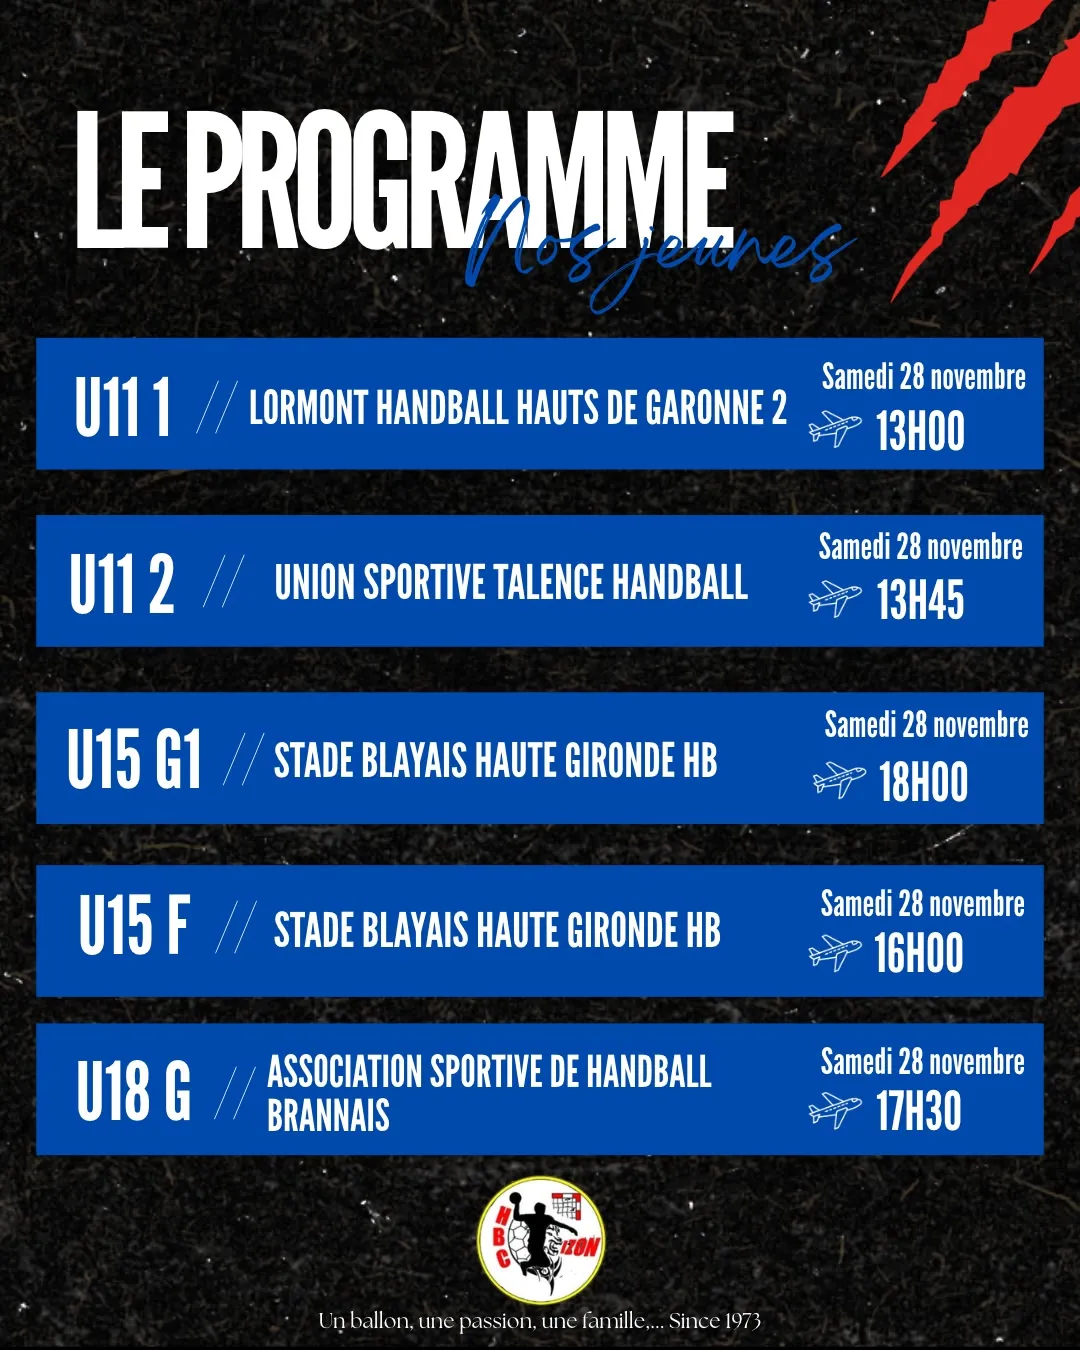 LE PROGRAMME
Nos jeunes
U11 1 // LORMONT HANDBALL HAUTS DE GARONNE 2
Samedi 28 novembre
13H00
U11 2 // UNION SPORTIVE TALENCE HANDBALL
Samedi 28 novembre
13H45
U15 G1 // STADE BLAYAIS HAUTE GIRONDE HB
Samedi 28 novembre
18H00
U15 F // STADE BLAYAIS HAUTE GIRONDE HB
Samedi 28 novembre
16H00
U18 G // ASSOCIATION SPORTIVE DE HANDBALL
BRANNAIS
Samedi 28 novembre
17H30
HBC
IZON
Un ballon, une passion, une famille,... Since 1973